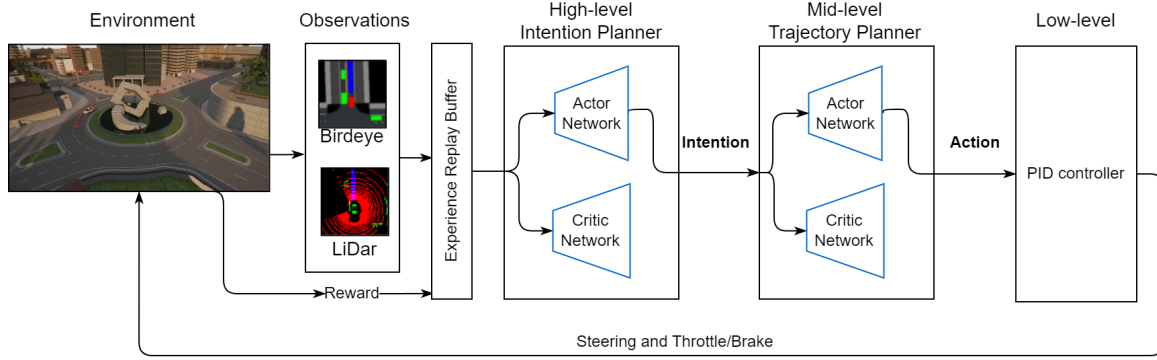 Environment
Observations
High-level
Intention Planner
Mid-level
Trajectory Planner
Low-level
Birdeye
LiDar
Experience Replay Buffer
Actor
Network
Critic
Network
Intention
Actor
Network
Critic
Network
Action
PID controller
Reward
Steering and Throttle/Brake